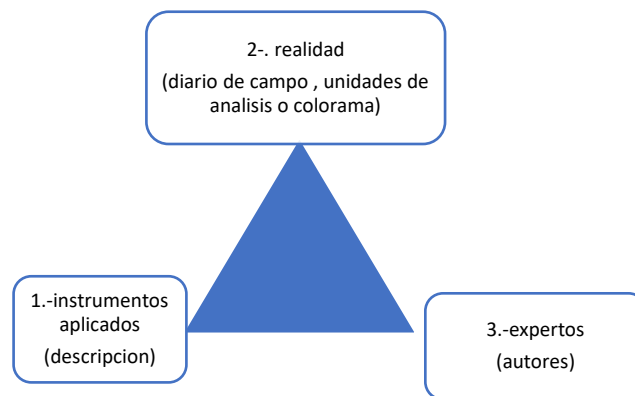 2-. realidad
(diario de campo , unidades de
analisis o colorama)
1.-instrumentos
aplicados
(descripcion)
3.-expertos
(autores)